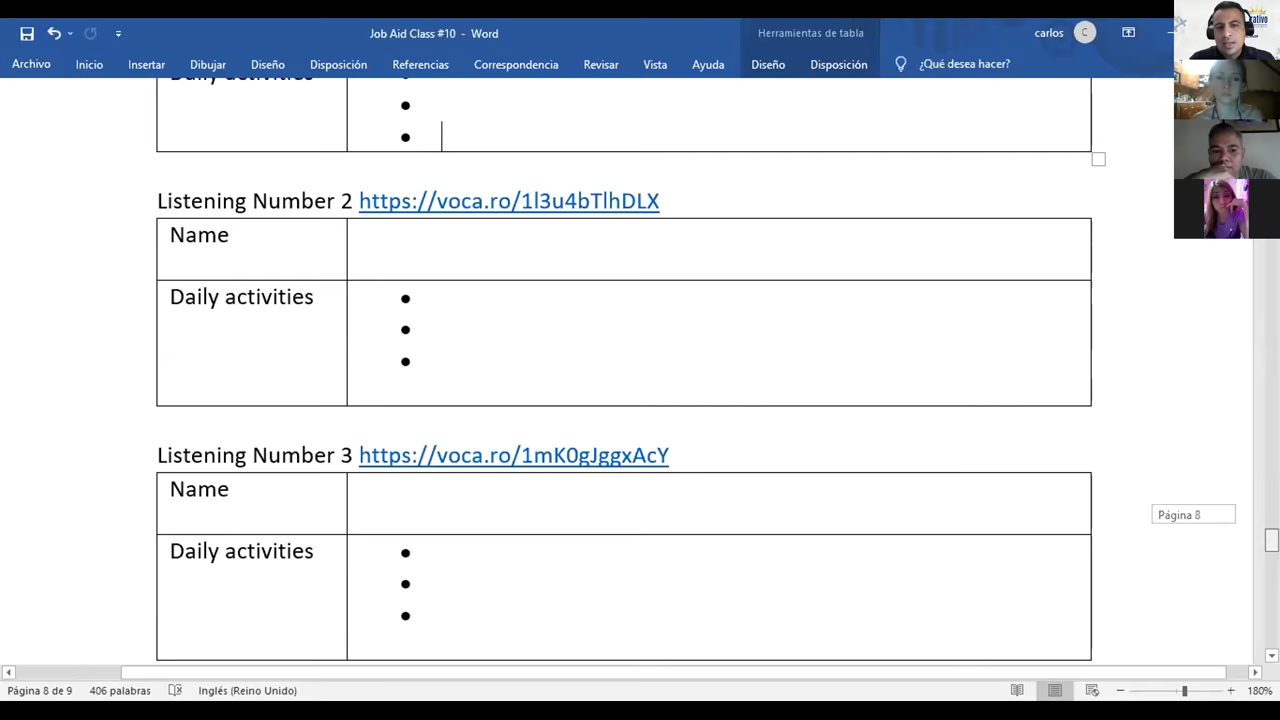 Job Aid Class #10 - Word
Herramientas de tabla
carlos
C
Archivo
Inicio
Insertar
Dibujar
Diseño
Disposición
Referencias
Correspondencia
Revisar
Vista
Ayuda
Diseño
Disposición
¿Qué desea hacer?
Daily activities
Listening Number 2 https://voca.ro/1l3u4bTlhDLX
Name
Daily activities
Listening Number 3 https://voca.ro/1mK0gJggxAcY
Name
Daily activities
Página 8
Página 8 de 9
406 palabras
Inglés (Reino Unido)
180%